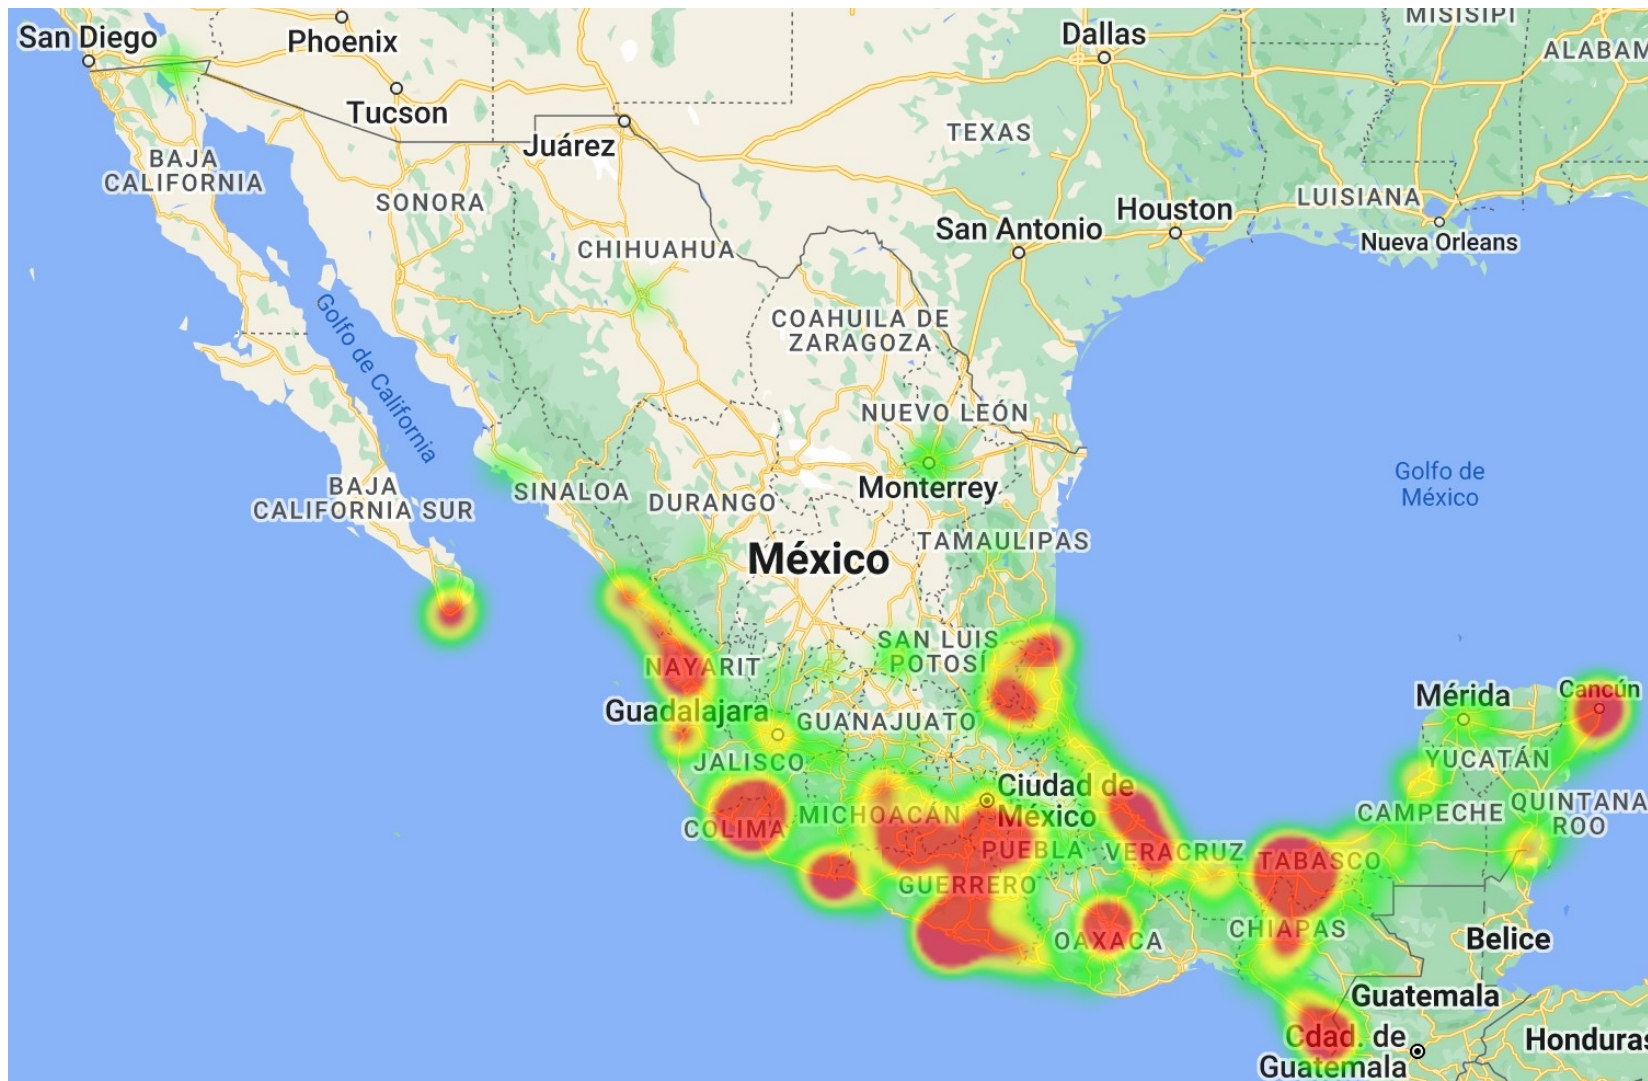 MISISIPI
San Diego
Phoenix
Dallas
ALABAM
Tucson
TEXAS
Juárez
BAJA
CALIFORNIA
SONORA
LUISIANA
Houston
San Antonio
Nueva Orleans
CHIHUAHUA
Golfo de California
COAHUILA DE
ZARAGOZA
NUEVO LEÓN
Golfo de
México
BAJA
CALIFORNIA SUR
SINALOA
DURANGO
Monterrey
TAMAULIPAS
México
SAN LUIS
POTOSÍ
NAYARIT
Mérida
Cancún
Guadalajara
GUANAJUATO
JALISCO
YUCATÁN
Ciudad de
México
COLIMA
MICHOACÁN
CAMPECHE
QUINTANA
ROO
PUEBLA
VERACRUZ
TABASCO
GUERRERO
OAXACA
CHIAPAS
Belice
Guatemala
Cdad. de
Guatemala
Honduras